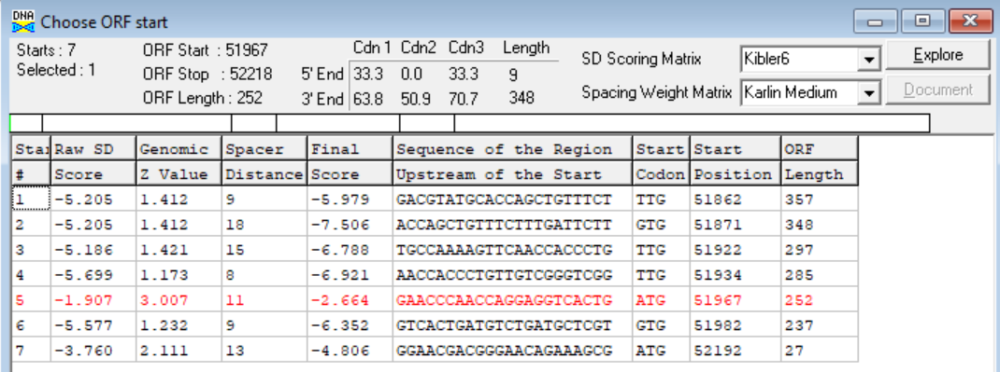 DNA Choose ORF start
Starts : 7 ORF Start : 51967 Cdn 1 Cdn2 Cdn3 Length SD Scoring Matrix Kibler6 Explore
Selected : 1 ORF Stop : 52218 5' End 33.3 0.0 33.3 9 Spacing Weight Matrix Karlin Medium Document
ORF Length : 252 3' End 63.8 50.9 70.7 348
Star Raw SD Genomic Spacer Final Sequence of the Region Start Start ORF
# Score Z Value Distance Score Upstream of the Start Codon Position Length
1 -5.205 1.412 9 -5.979 GACGTATGCACCAGCTGTTTCT TTG 51862 357
2 -5.205 1.412 18 -7.506 ACCAGCTGTTTCTTTGATTCTT GTG 51871 348
3 -5.186 1.421 15 -6.788 TGCCAAAAGTTCAACCACCCTG TTG 51922 297
4 -5.699 1.173 8 -6.921 AACCACCCTGTTGTCGGGTCGG TTG 51934 285
5 -1.907 3.007 11 -2.664 GAACCCAACCAGGAGGTCACTG ATG 51967 252
6 -5.577 1.232 9 -6.352 GTCACTGATGTCTGATGCTCGT GTG 51982 237
7 -3.760 2.111 13 -4.806 GGAACGACGGGAACAGAAAGCG ATG 52192 27